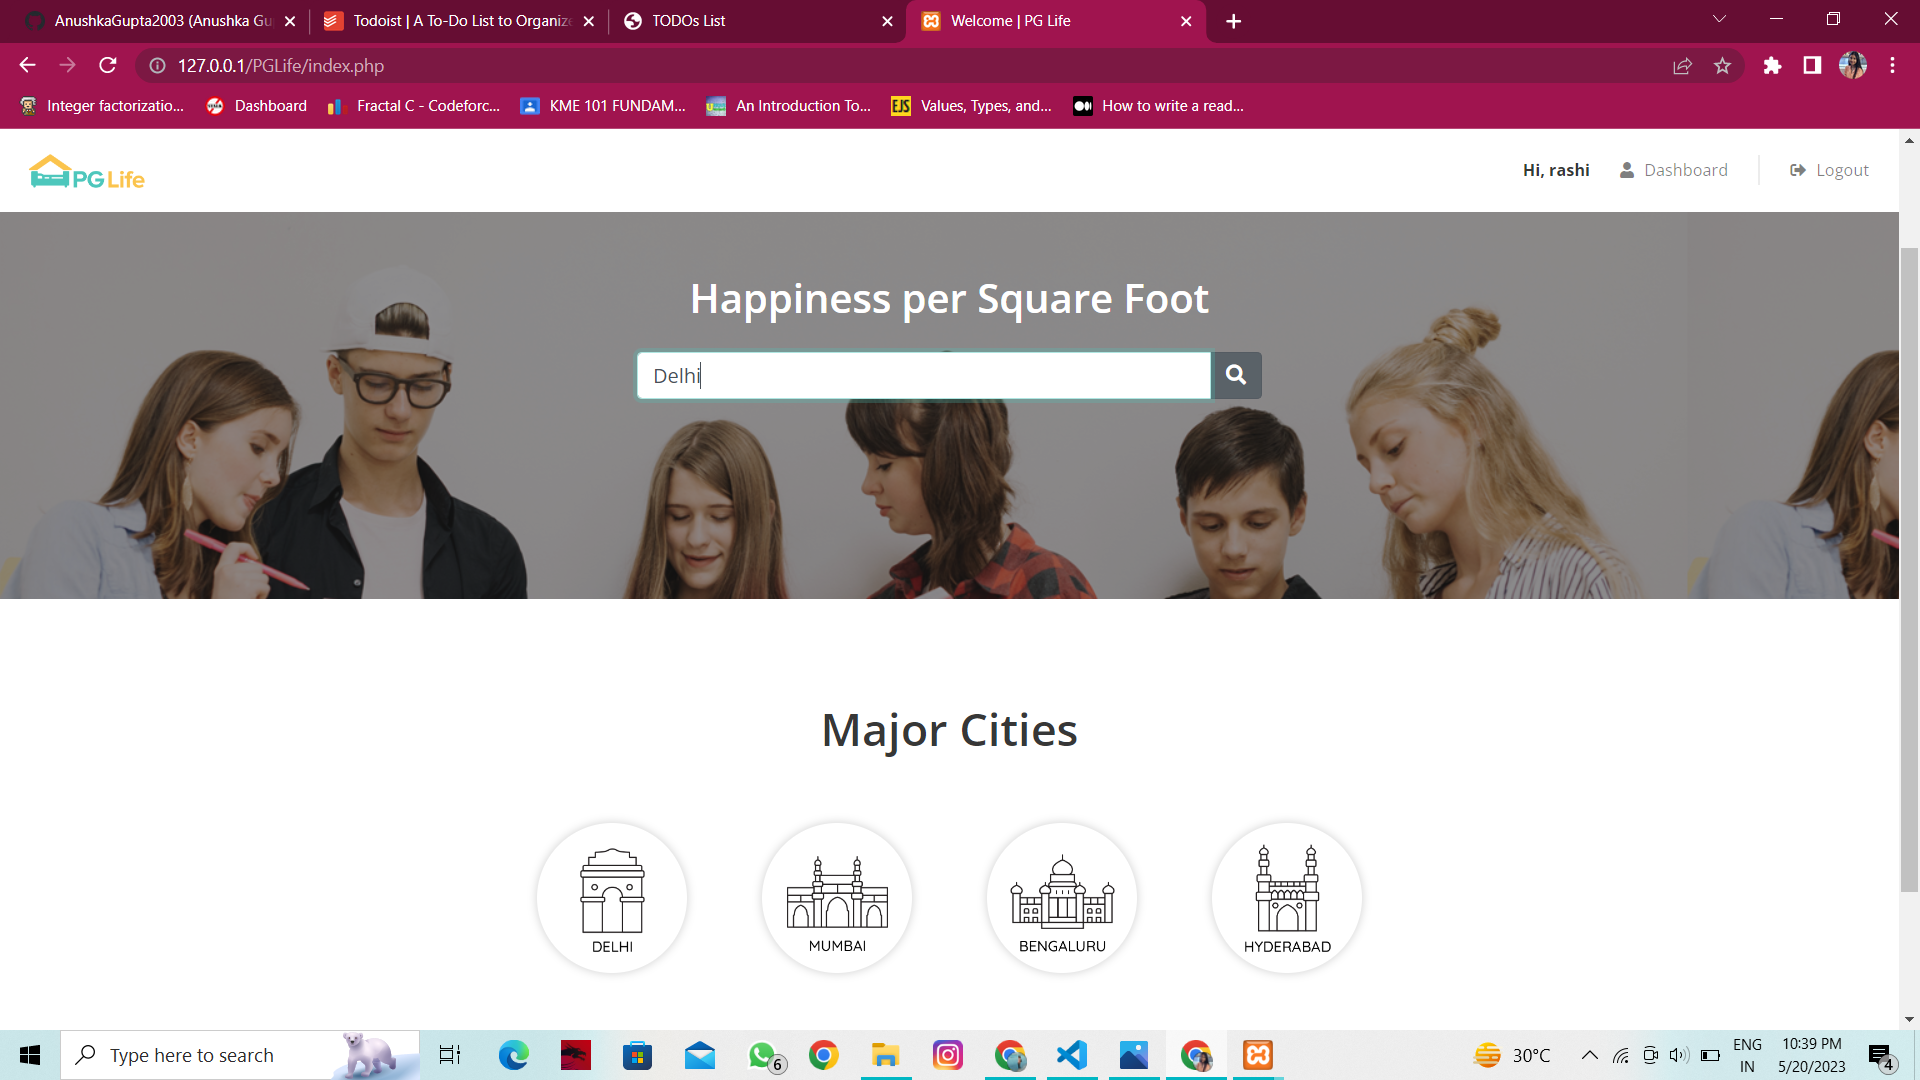 AnushkaGupta2003 (Anushka Gu
Todoist | A To-Do List to Organize
TODOs List
Welcome | PG Life
127.0.0.1/PGLife/index.php
Integer factorizatio...
Dashboard
Fractal C - Codeforc...
KME 101 FUNDAM...
An Introduction To...
EJS
Values, Types, and...
How to write a read...
PG Life
Hi, rashi
Dashboard
Logout
Happiness per Square Foot
Delhi
Major Cities
DELHI
MUMBAI
BENGALURU
HYDERABAD
Type here to search
6
30°C
ENG
IN
10:39 PM
5/20/2023
4